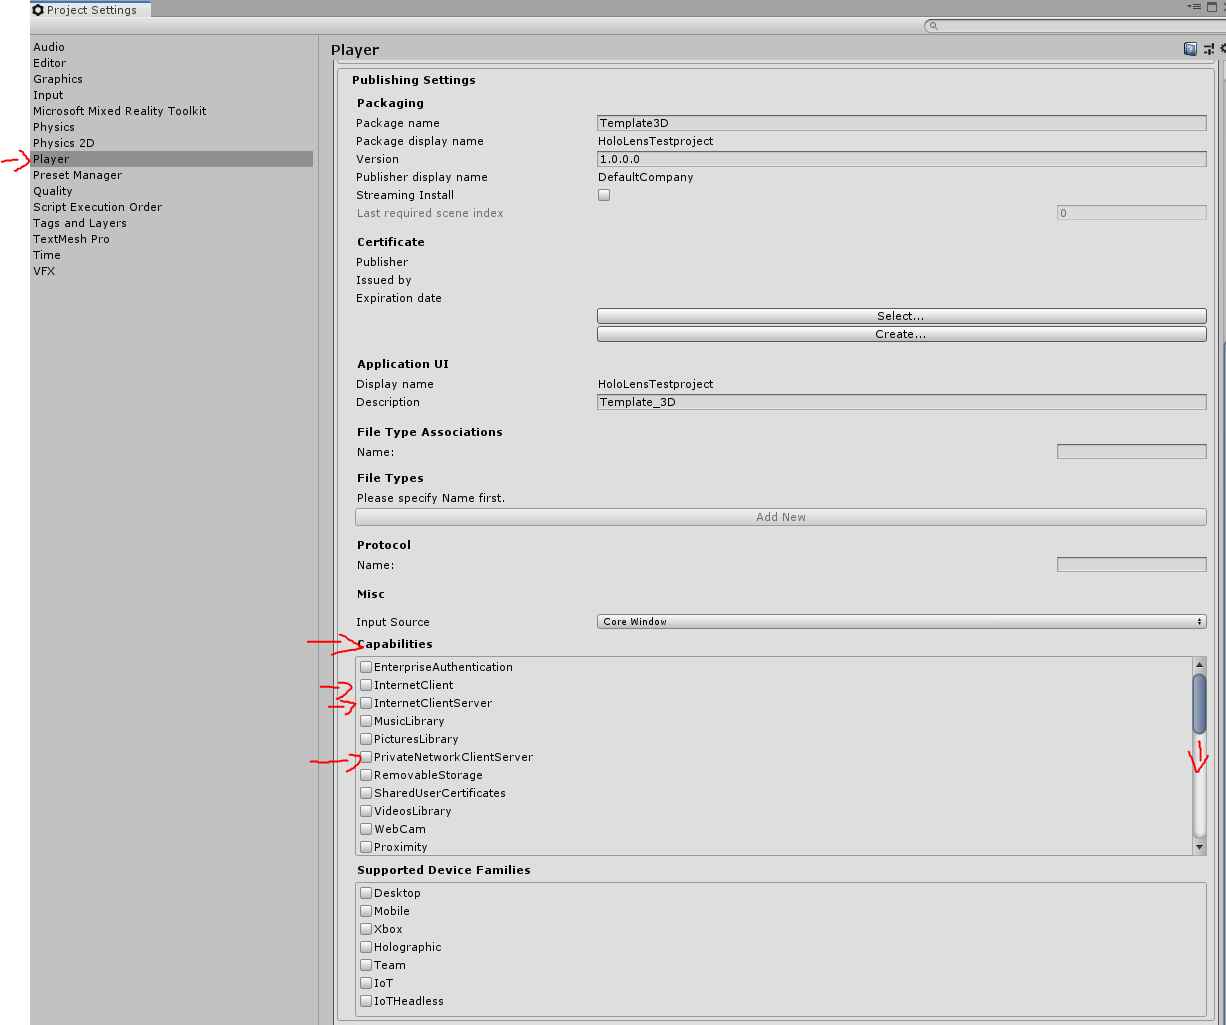 Project Settings
Audio
Editor
Graphics
Input
Microsoft Mixed Reality Toolkit
Physics
Physics 2D
Player
Preset Manager
Quality
Script Execution Order
Tags and Layers
TextMesh Pro
Time
VFX
Player
Publishing Settings
Packaging
Package name Template3D
Package display name HoloLensTestproject
Version 1.0.0.0
Publisher display name DefaultCompany
Streaming Install
Last required scene index 0
Certificate
Publisher
Issued by
Expiration date
Select...
Create...
Application UI
Display name HoloLensTestproject
Description Template_3D
File Type Associations
Name:
File Types
Please specify Name first.
Add New
Protocol
Name:
Misc
Input Source Core Window
Capabilities
EnterpriseAuthentication
InternetClient
InternetClientServer
MusicLibrary
PicturesLibrary
PrivateNetworkClientServer
RemovableStorage
SharedUserCertificates
VideosLibrary
WebCam
Proximity
Supported Device Families
Desktop
Mobile
Xbox
Holographic
Team
IoT
IoTHeadless